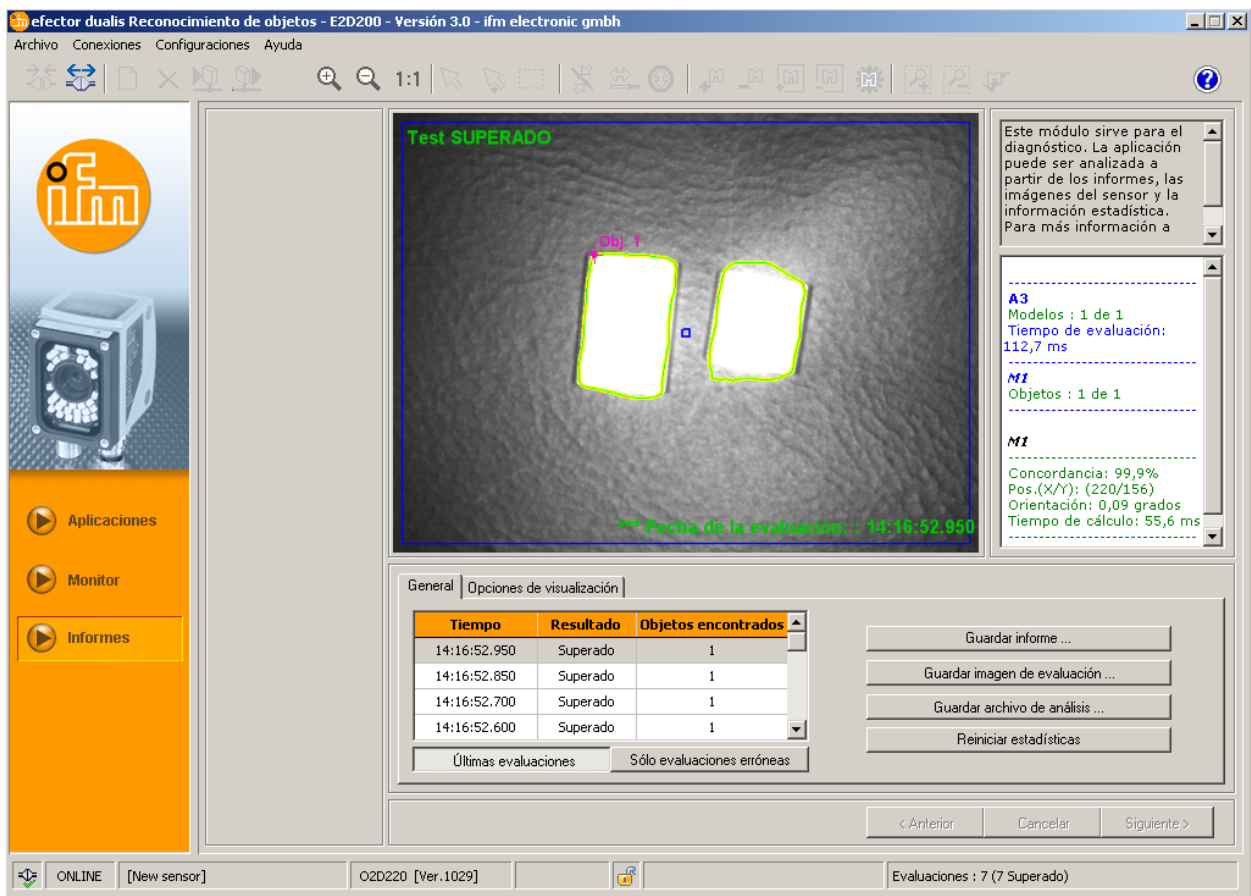 efector dualis Reconocimiento de objetos - E2D200 - Versión 3.0 - ifm electronic gmbh
Archivo Conexiones Configuraciones Ayuda
1:1
ifm
Aplicaciones
Monitor
Informes
Test SUPERADO
Obj. 1
*** Fecha de la evaluación: : 14:16:52.950
Este módulo sirve para el
diagnóstico. La aplicación
puede ser analizada a
partir de los informes, las
imágenes del sensor y la
información estadística.
Para más información a
A3
Modelos : 1 de 1
Tiempo de evaluación:
112,7 ms
M1
Objetos : 1 de 1
M1
Concordancia: 99,9%
Pos.(X/Y): (220/156)
Orientación: 0,09 grados
Tiempo de cálculo: 55,6 ms
General Opciones de visualización
Tiempo Resultado Objetos encontrados
14:16:52.950 Superado 1
14:16:52.850 Superado 1
14:16:52.700 Superado 1
14:16:52.600 Superado 1
Últimas evaluaciones Sólo evaluaciones erróneas
Guardar informe ...
Guardar imagen de evaluación ...
Guardar archivo de análisis ...
Reiniciar estadísticas
< Anterior Cancelar Siguiente >
ONLINE [New sensor] O2D220 [Ver.1029] Evaluaciones : 7 (7 Superado)